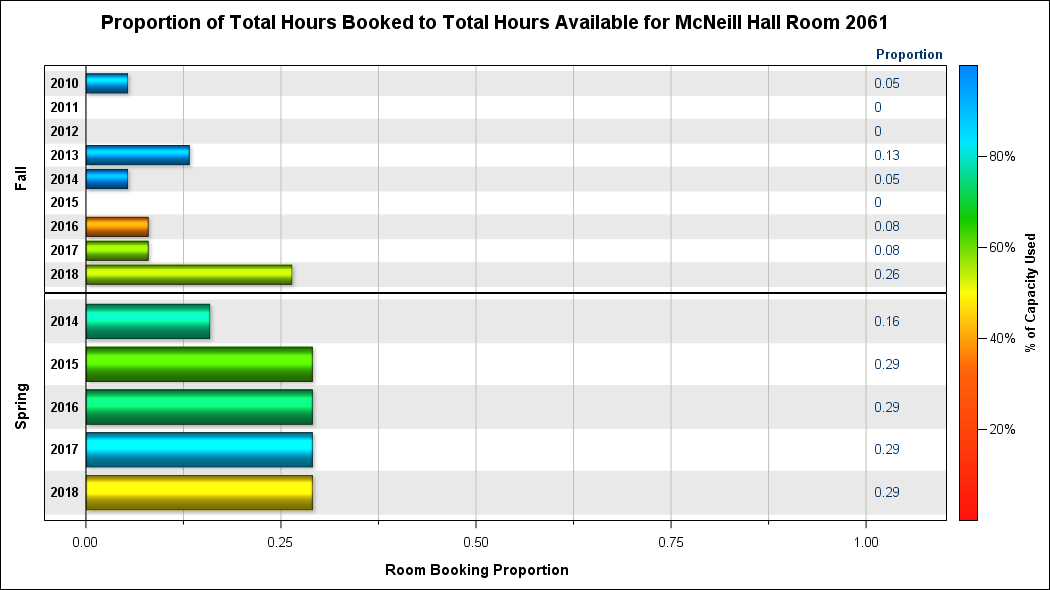 Proportion of Total Hours Booked to Total Hours Available for McNeill Hall Room 2061
Proportion
Fall
2010 0.05
2011 0
2012 0
2013 0.13
2014 0.05
2015 0
2016 0.08
2017 0.08
2018 0.26
Spring
2014 0.16
2015 0.29
2016 0.29
2017 0.29
2018 0.29
0.00 0.25 0.50 0.75 1.00
Room Booking Proportion
80%
60%
40%
20%
% of Capacity Used